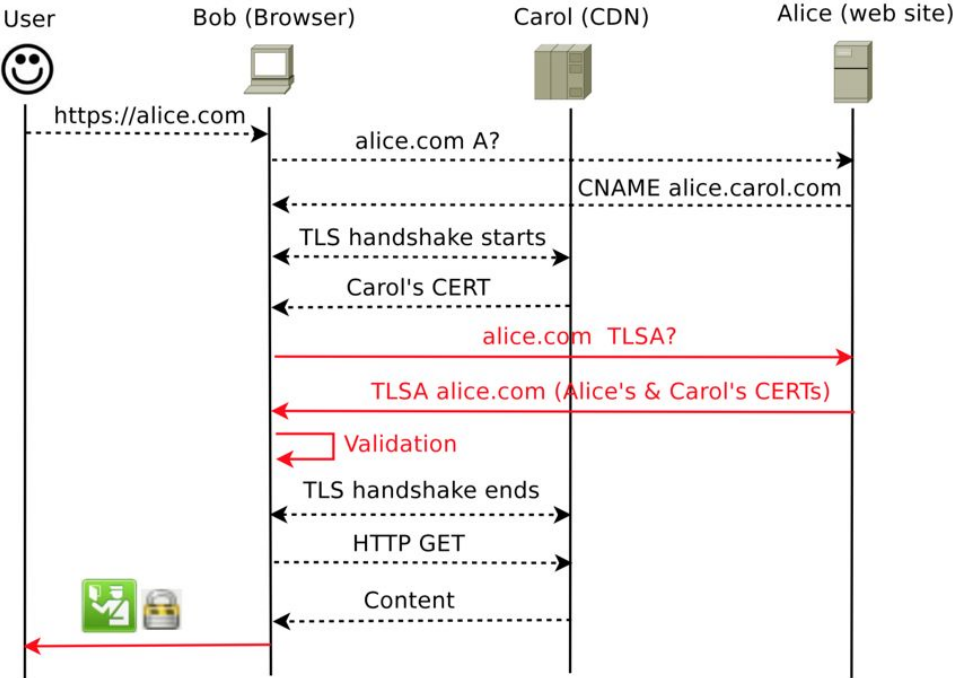 User
Bob (Browser)
Carol (CDN)
Alice (web site)
https://alice.com
alice.com A?
CNAME alice.carol.com
TLS handshake starts
Carol's CERT
alice.com TLSA?
TLSA alice.com (Alice's & Carol's CERTs)
Validation
TLS handshake ends
HTTP GET
Content